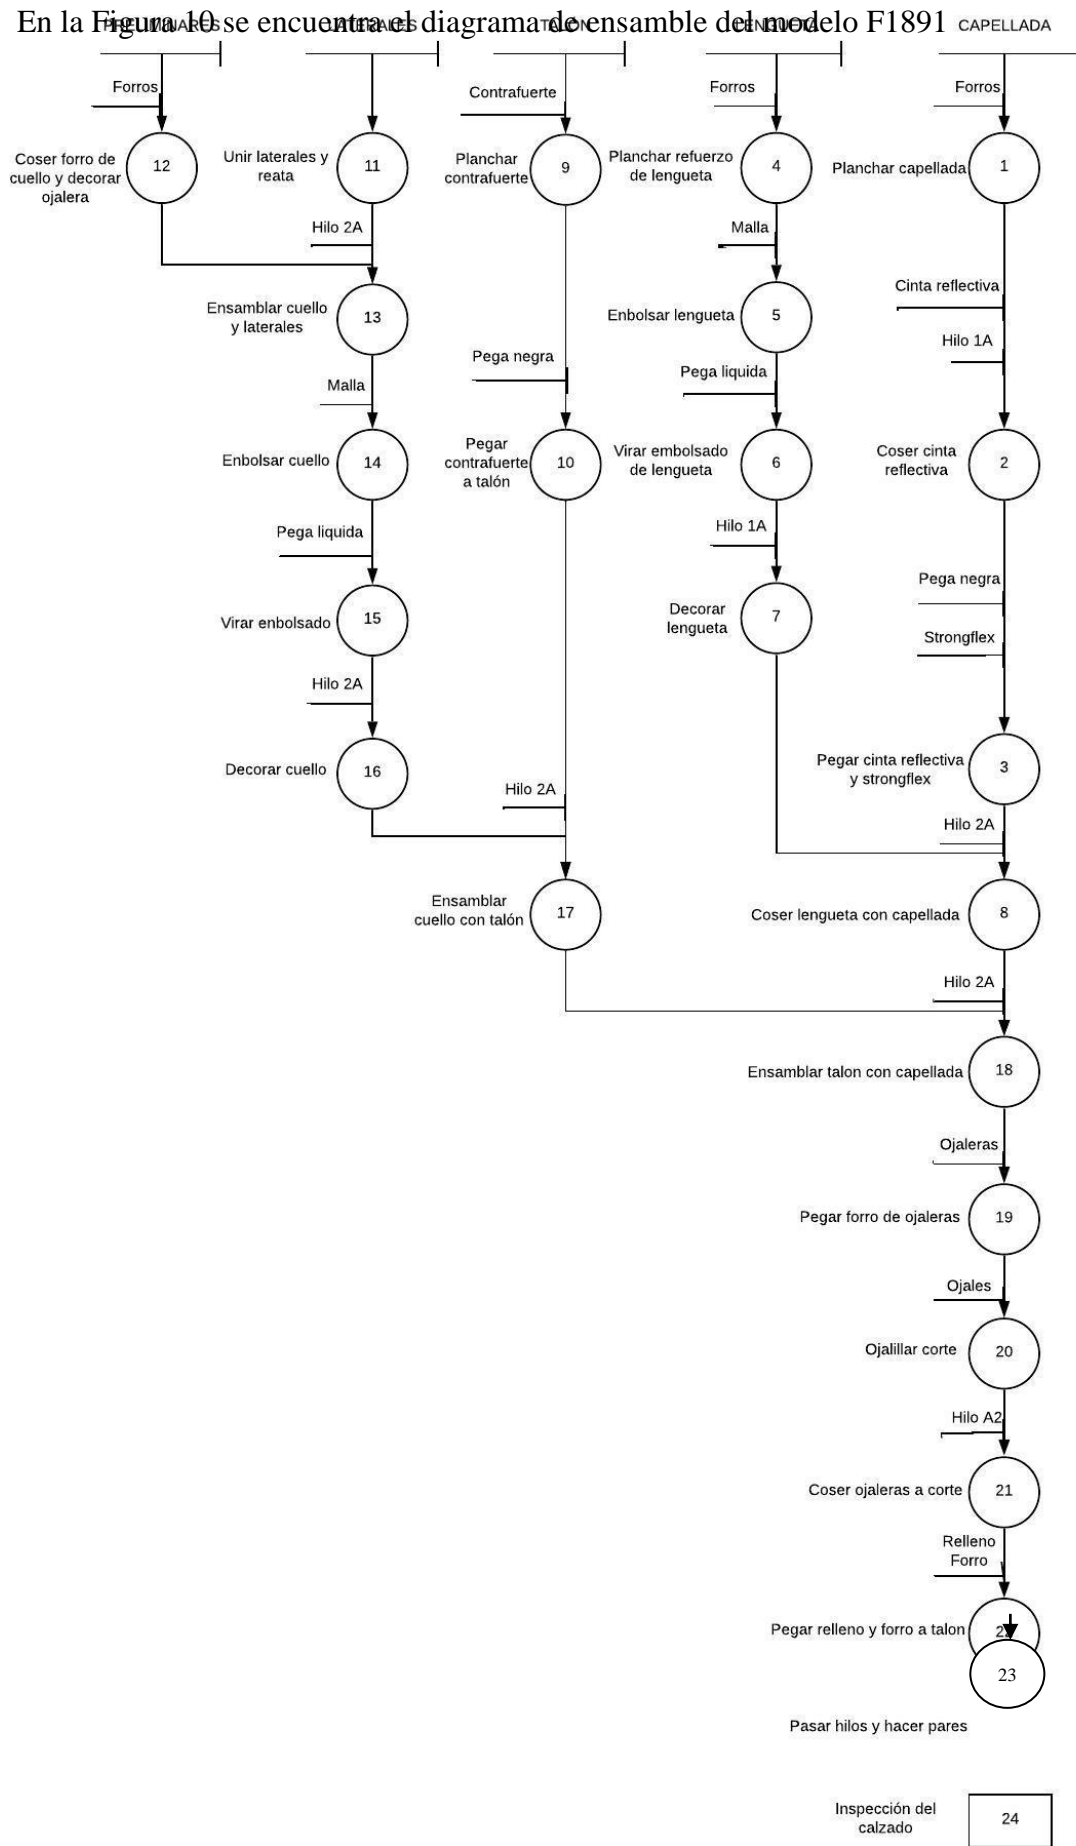 En la Figura 10 se encuentra el diagrama de ensamble del modelo F1891
PRELIMINARES
LATERALES
TALÓN
LENGUETA
CAPELLADA
Forros
Contrafuerte
Forros
Forros
Coser forro de
cuello y decorar
ojalera
12
Unir laterales y
reata
11
Planchar
contrafuerte
9
Planchar refuerzo
de lengueta
4
Planchar capellada
1
Hilo 2A
Malla
Ensamblar cuello
y laterales
13
Enbolsar lengueta
5
Cinta reflectiva
Hilo 1A
Malla
Pega negra
Pega liquida
Enbolsar cuello
14
Pegar
contrafuerte
a talón
10
Virar embolsado
de lengueta
6
Coser cinta
reflectiva
2
Pega liquida
Hilo 1A
Virar enbolsado
15
Decorar
lengueta
7
Pega negra
Strongflex
Hilo 2A
Decorar cuello
16
Pegar cinta reflectiva
y strongflex
3
Hilo 2A
Hilo 2A
Ensamblar
cuello con talón
17
Coser lengueta con capellada
8
Hilo 2A
Ensamblar talon con capellada
18
Ojaleras
Pegar forro de ojaleras
19
Ojales
Ojalillar corte
20
Hilo A2
Coser ojaleras a corte
21
Relleno
Forro
Pegar relleno y forro a talon
22
23
Pasar hilos y hacer pares
Inspección del
calzado
24